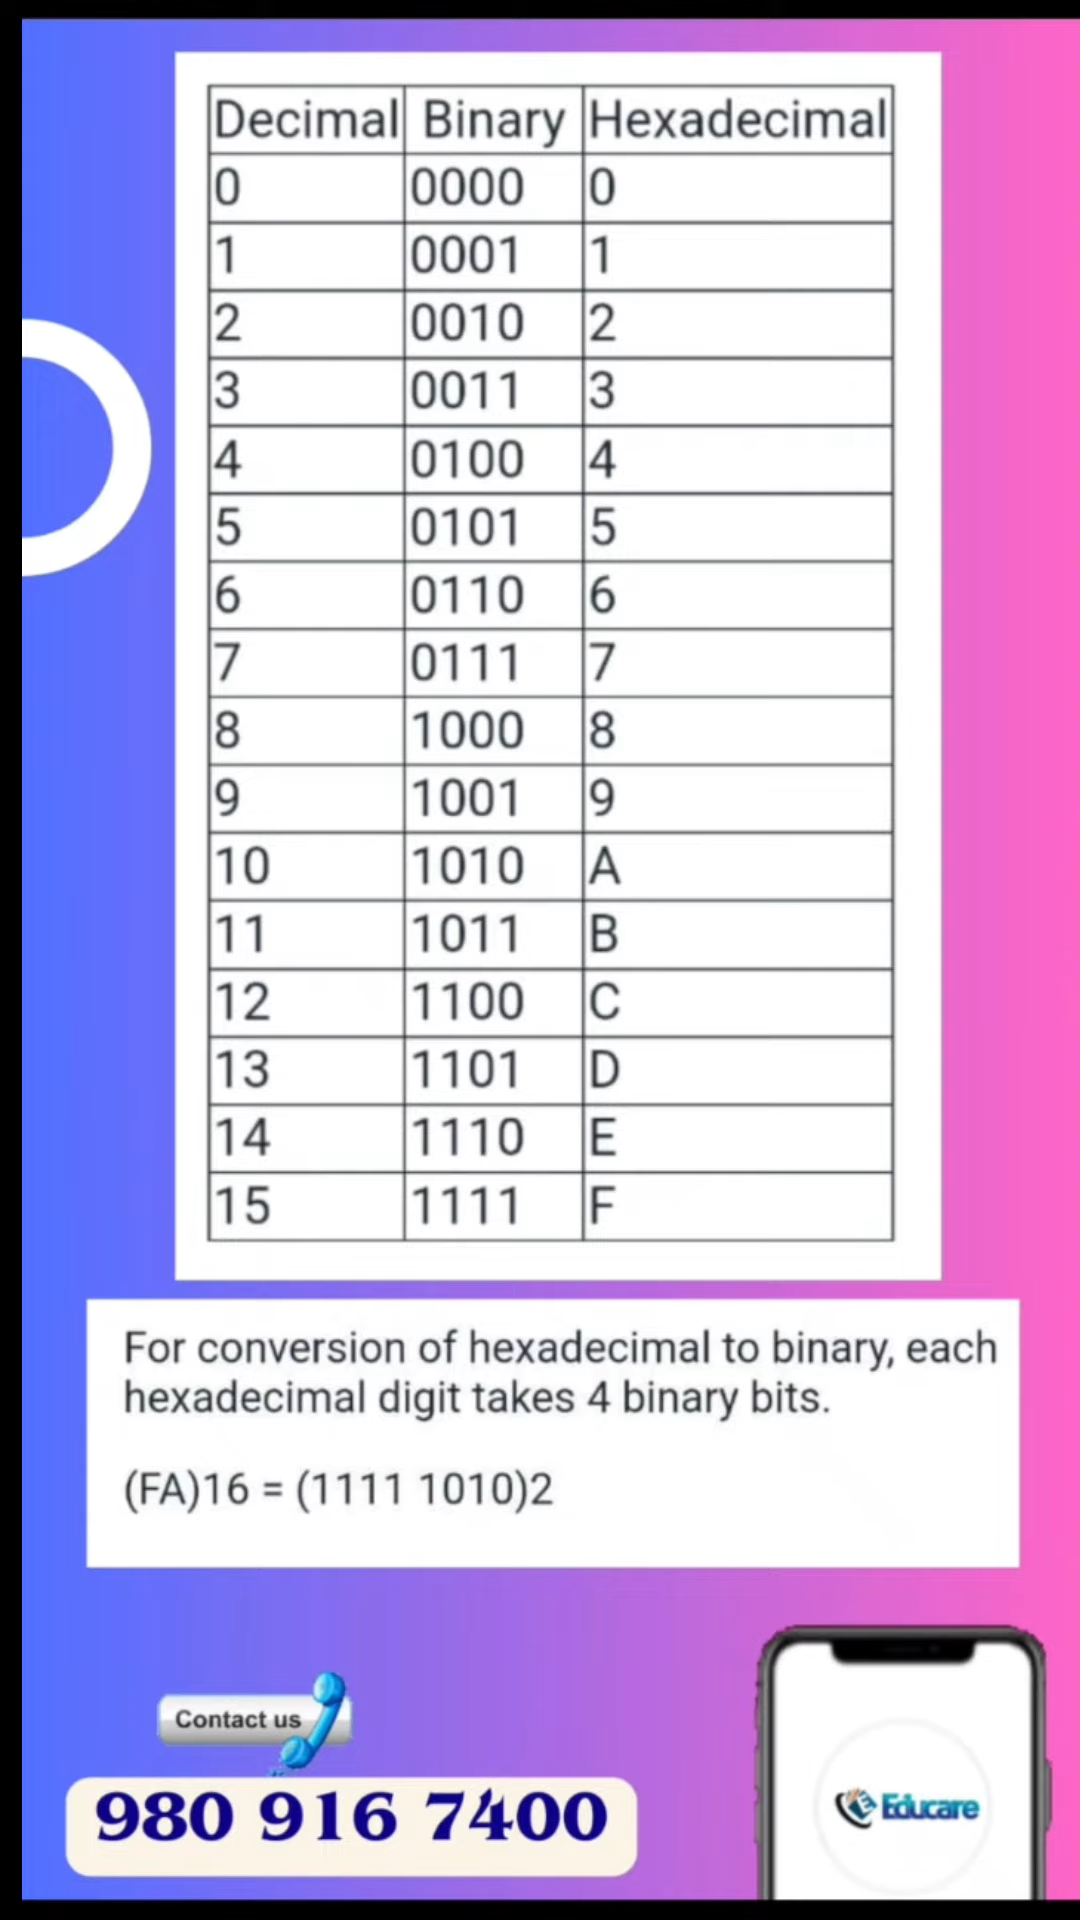 Decimal Binary Hexadecimal
0 0000 0
1 0001 1
2 0010 2
3 0011 3
4 0100 4
5 0101 5
6 0110 6
7 0111 7
8 1000 8
9 1001 9
10 1010 A
11 1011 B
12 1100 C
13 1101 D
14 1110 E
15 1111 F
For conversion of hexadecimal to binary, each
hexadecimal digit takes 4 binary bits.
(FA)16 = (1111 1010)2
Contact us
980 916 7400
Educare